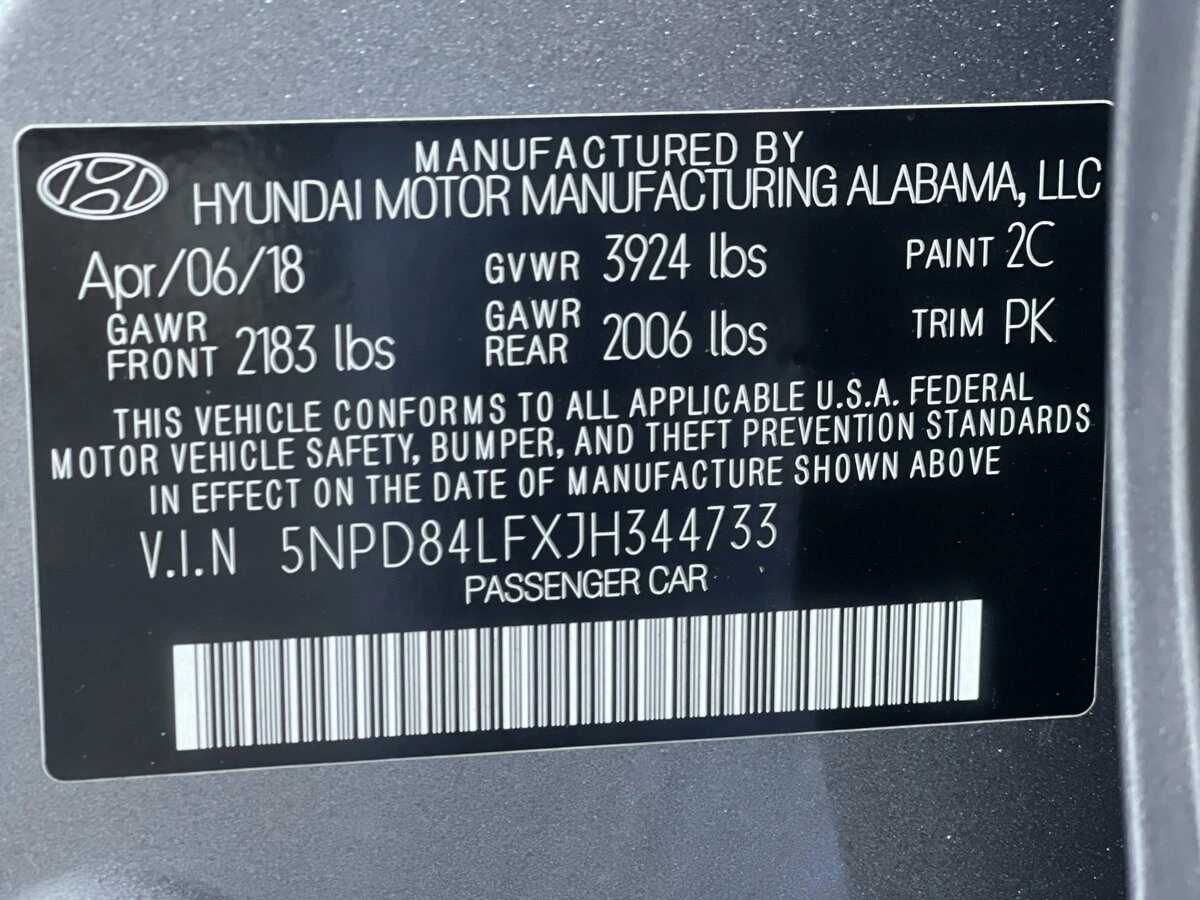 MANUFACTURED BY
HYUNDAI MOTOR MANUFACTURING ALABAMA, LLC
Apr/06/18 GVWR 3924 lbs PAINT 2C
GAWR FRONT 2183 lbs GAWR REAR 2006 lbs TRIM PK
THIS VEHICLE CONFORMS TO ALL APPLICABLE U.S.A. FEDERAL
MOTOR VEHICLE SAFETY, BUMPER, AND THEFT PREVENTION STANDARDS
IN EFFECT ON THE DATE OF MANUFACTURE SHOWN ABOVE
V.I.N 5NPD84LFXJH344733
PASSENGER CAR